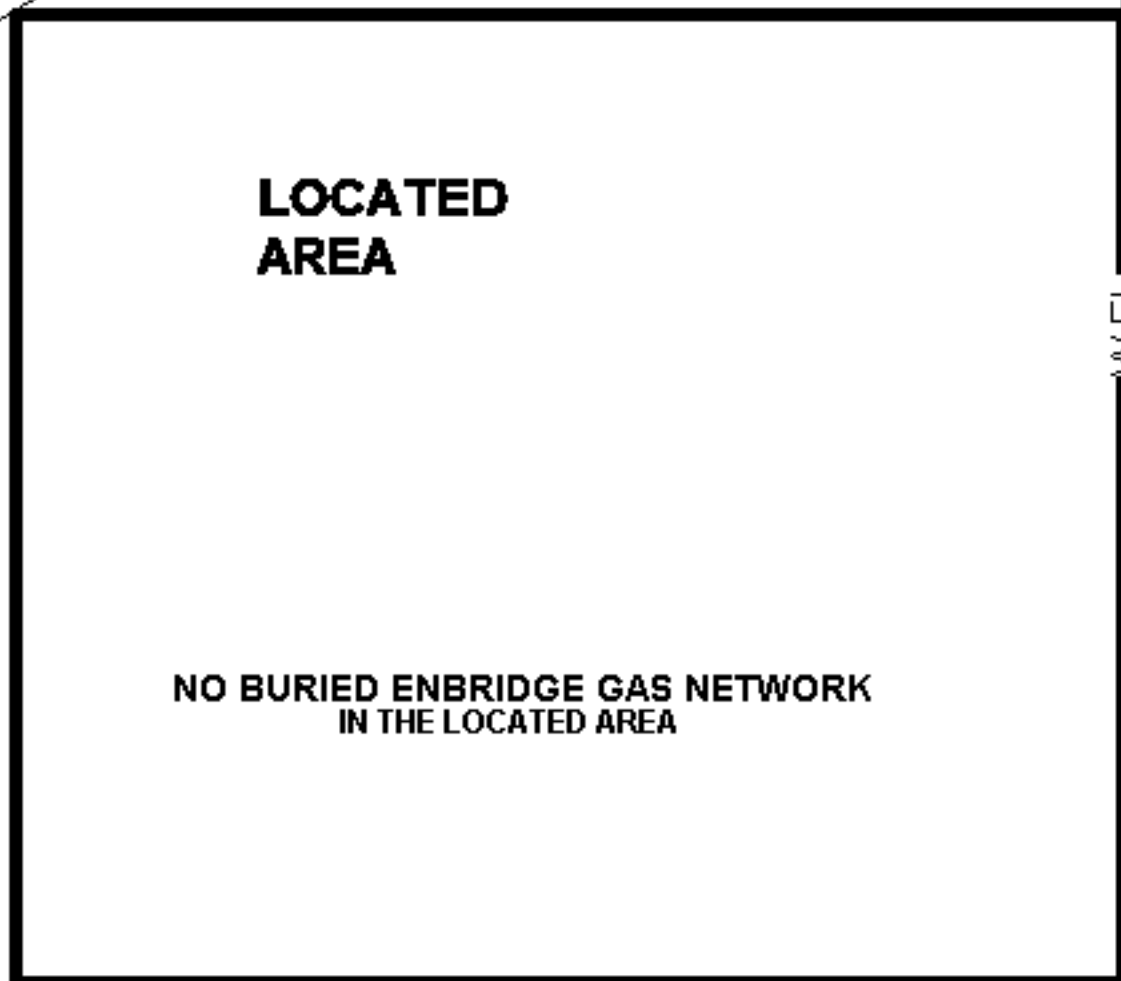 LOCATED
AREA
NO BURIED ENBRIDGE GAS NETWORK
IN THE LOCATED AREA